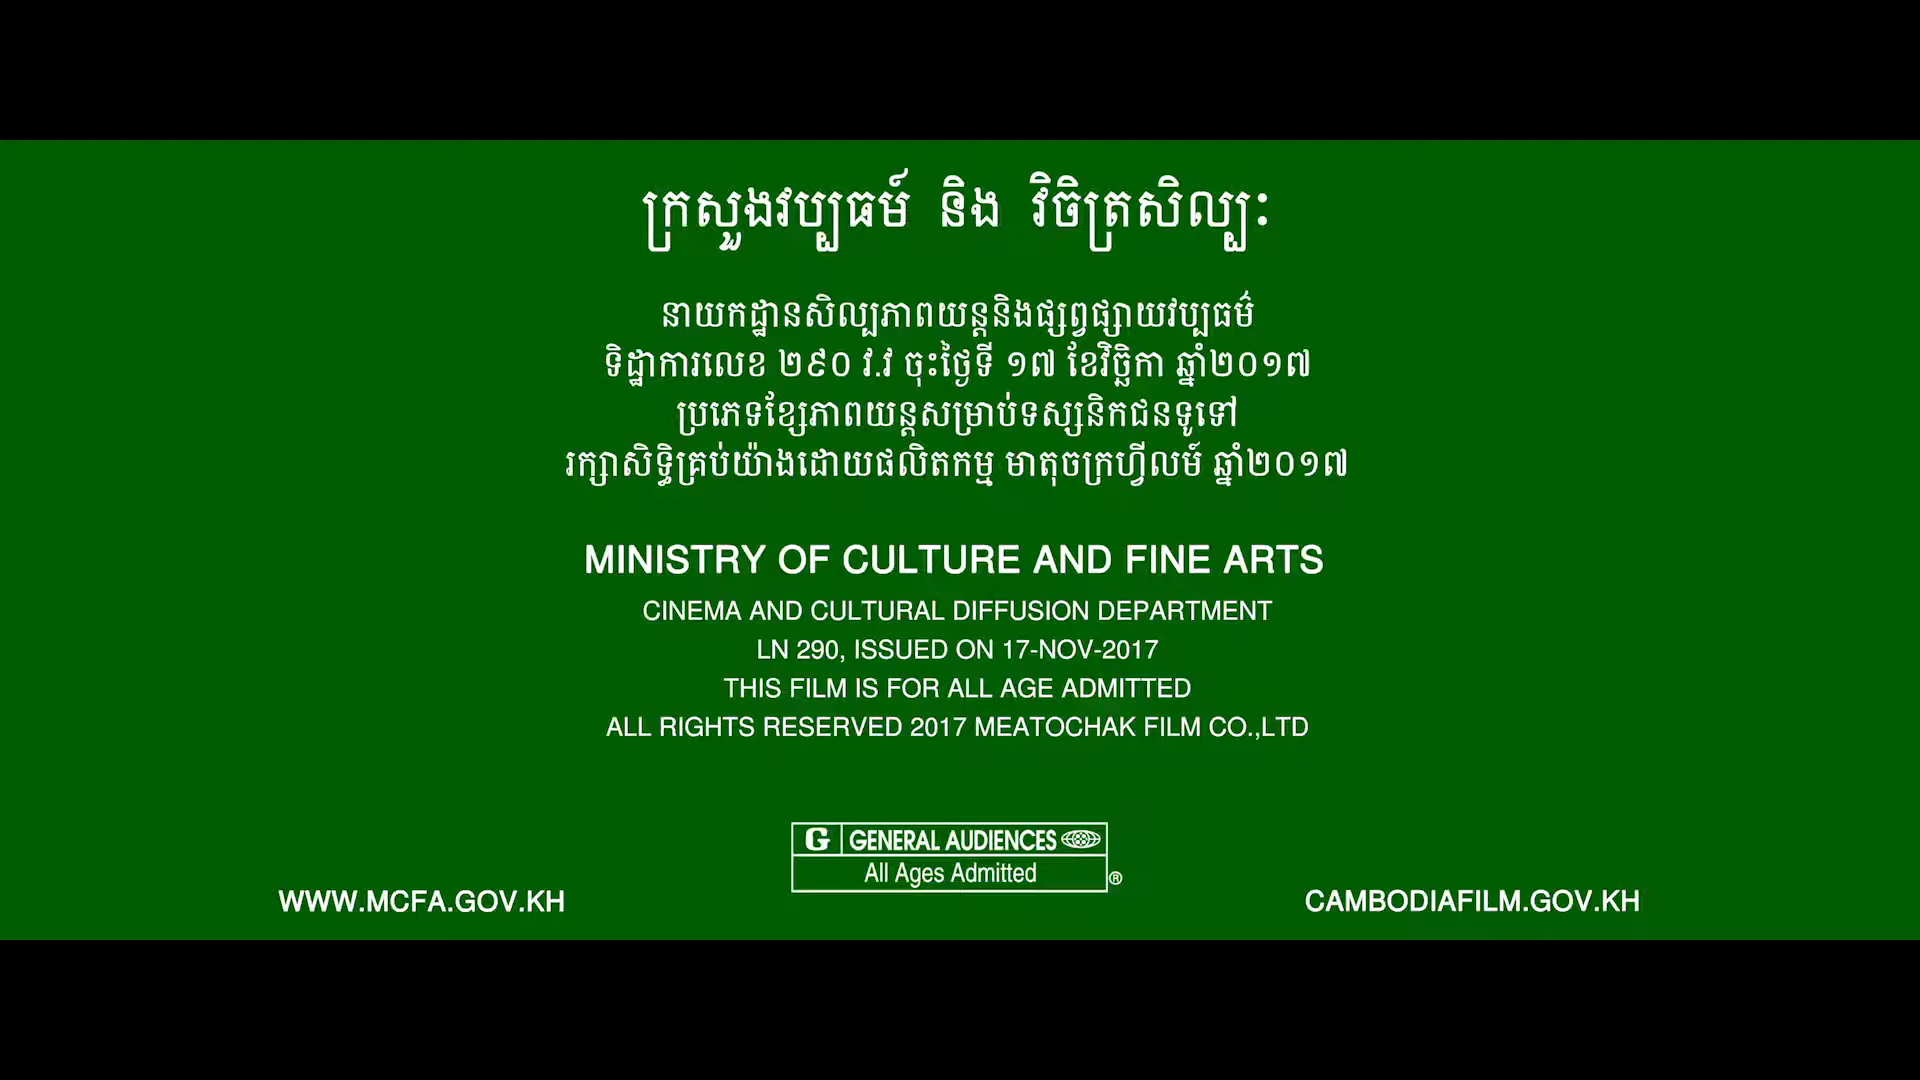 ក្រសួងវប្បធម៍ និង វិចិត្រសិល្បៈ
នាយកដ្ឋានសិល្បភាពយន្តនិងផ្សព្វផ្សាយវប្បធម៌
ទិដ្ឋាការលេខ ២៩០ វ.វ ចុះថ្ងៃទី ១៧ ខែវិច្ឆិកា ឆ្នាំ២០១៧
ប្រភេទខ្សែភាពយន្តសម្រាប់ទស្សនិកជនទូទៅ
រក្សាសិទ្ធិគ្រប់យ៉ាងដោយផលិតកម្ម មាតុចក្រហ្វីលម៍ ឆ្នាំ២០១៧
MINISTRY OF CULTURE AND FINE ARTS
CINEMA AND CULTURAL DIFFUSION DEPARTMENT
LN 290, ISSUED ON 17-NOV-2017
THIS FILM IS FOR ALL AGE ADMITTED
ALL RIGHTS RESERVED 2017 MEATOCHAK FILM CO.,LTD
G GENERAL AUDIENCES
All Ages Admitted ®
WWW.MCFA.GOV.KH
CAMBODIAFILM.GOV.KH